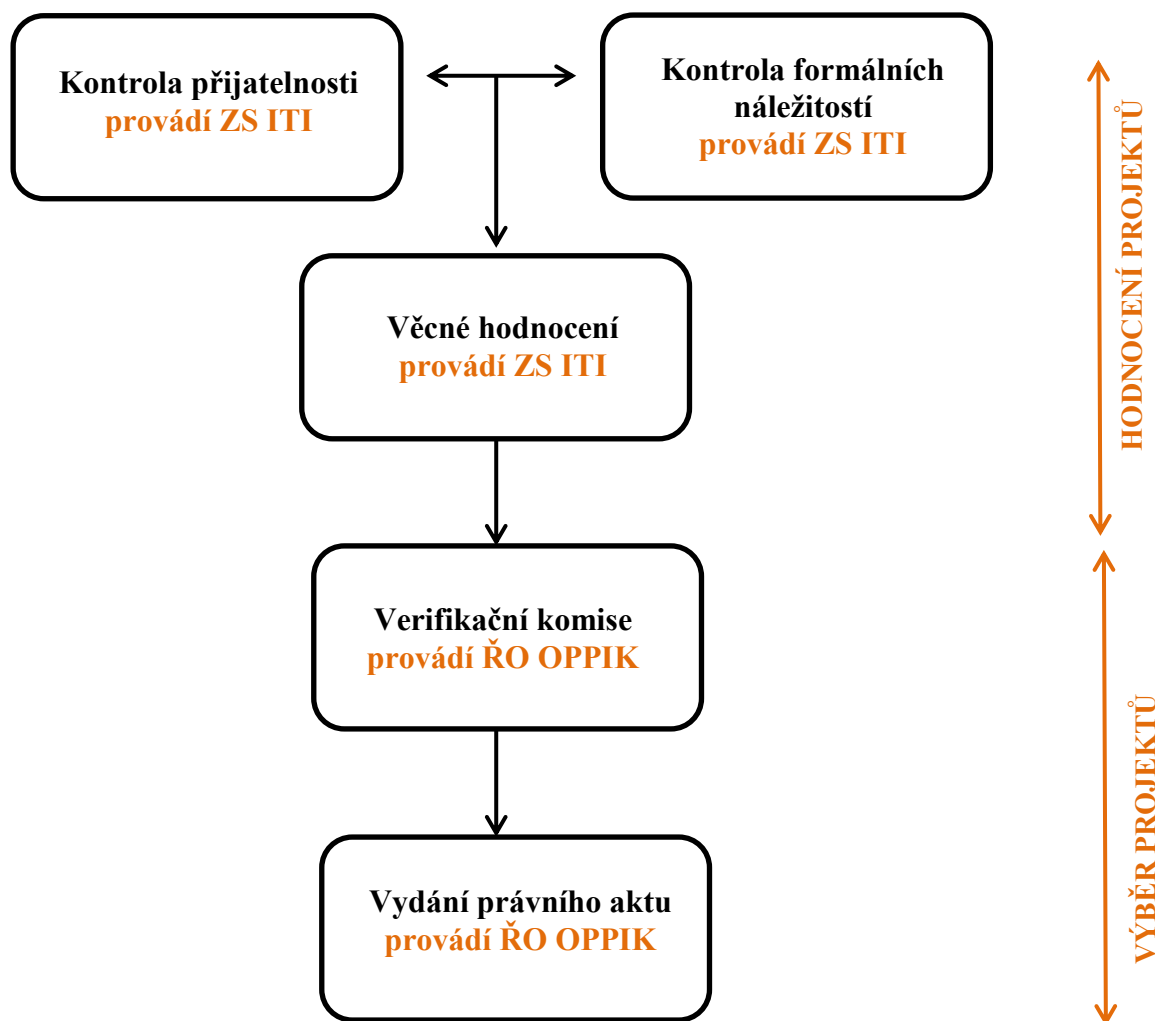 Kontrola přijatelnosti
provádí ZS ITI
Kontrola formálních
náležitostí
provádí ZS ITI
Věcné hodnocení
provádí ZS ITI
Verifikační komise
provádí ŘO OPPIK
Vydání právního aktu
provádí ŘO OPPIK
HODNOCENÍ PROJEKTŮ
VÝBĚR PROJEKTŮ